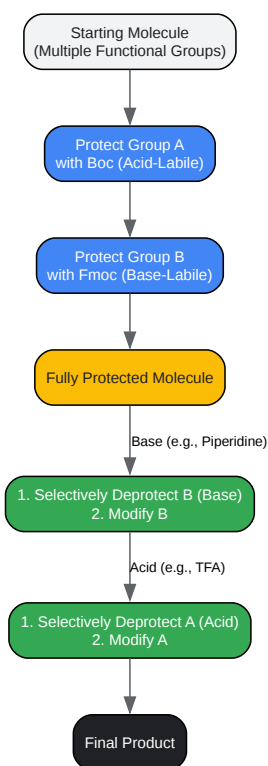 Starting Molecule
(Multiple Functional Groups)
Protect Group A
with Boc (Acid-Labile)
Protect Group B
with Fmoc (Base-Labile)
Fully Protected Molecule
Base (e.g., Piperidine)
1. Selectively Deprotect B (Base)
2. Modify B
Acid (e.g., TFA)
1. Selectively Deprotect A (Acid)
2. Modify A
Final Product